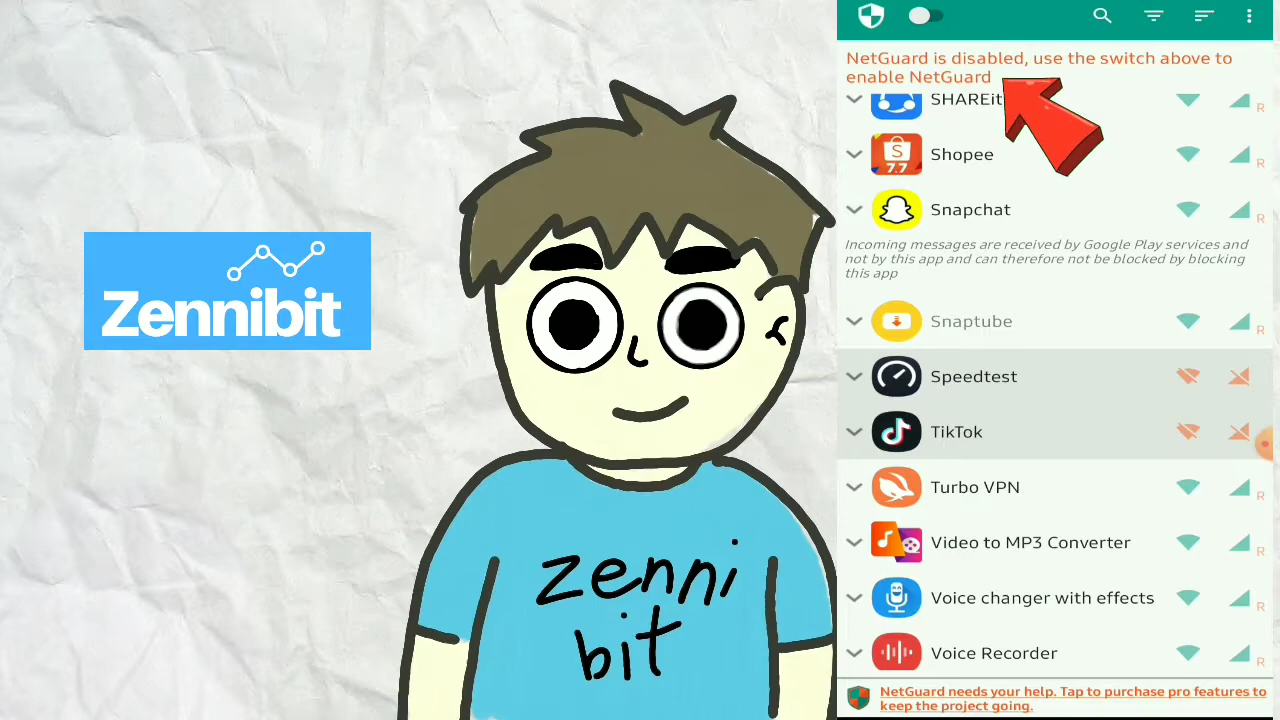 Zennibit
zenni
bit
NetGuard is disabled, use the switch above to
enable NetGuard
SHAREit
R
S
7.7
Shopee
R
Snapchat
R
Incoming messages are received by Google Play services and
not by this app and can therefore not be blocked by blocking
this app
Snaptube
R
Speedtest
TikTok
Turbo VPN
R
Video to MP3 Converter
R
Voice changer with effects
R
Voice Recorder
R
NetGuard needs your help. Tap to purchase pro features to
keep the project going.